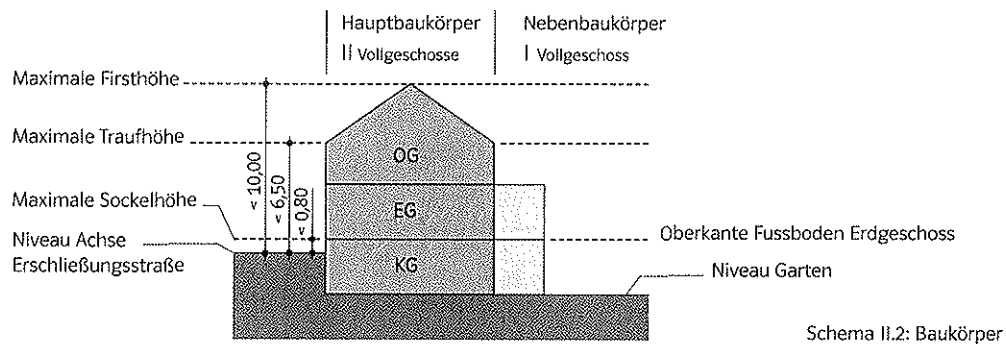 Hauptbaukörper
II Vollgeschosse
Nebenbaukörper
I Vollgeschoss
Maximale Firsthöhe
Maximale Traufhöhe
OG
< 10,00
< 6,50
< 0,80
Maximale Sockelhöhe
EG
Oberkante Fussboden Erdgeschoss
Niveau Achse
Erschließungsstraße
KG
Niveau Garten
Schema II.2: Baukörper